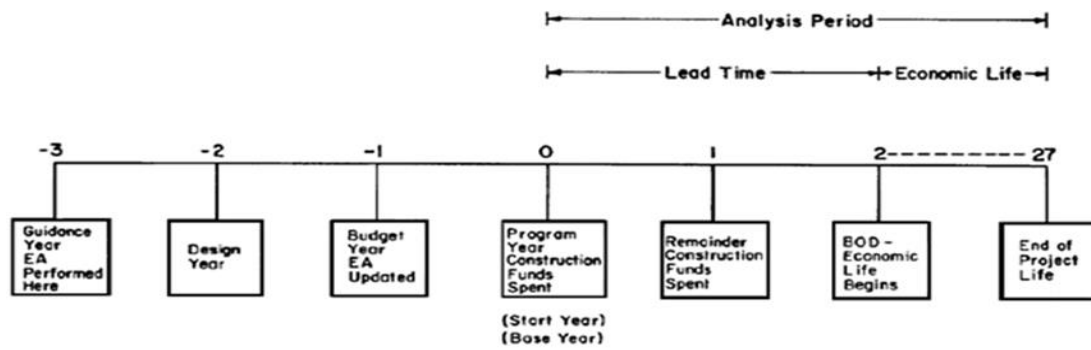 Analysis Period
Lead Time
Economic Life
-3
-2
-1
0
1
2
27
Guidance
Year
EA
Performed
Here
Design
Year
Budget
Year
EA
Updated
Program
Year
Construction
Funds
Spent
(Start Year)
(Base Year)
Remainder
Construction
Funds
Spent
BOD-
Economic
Life
Begins
End of
Project
Life